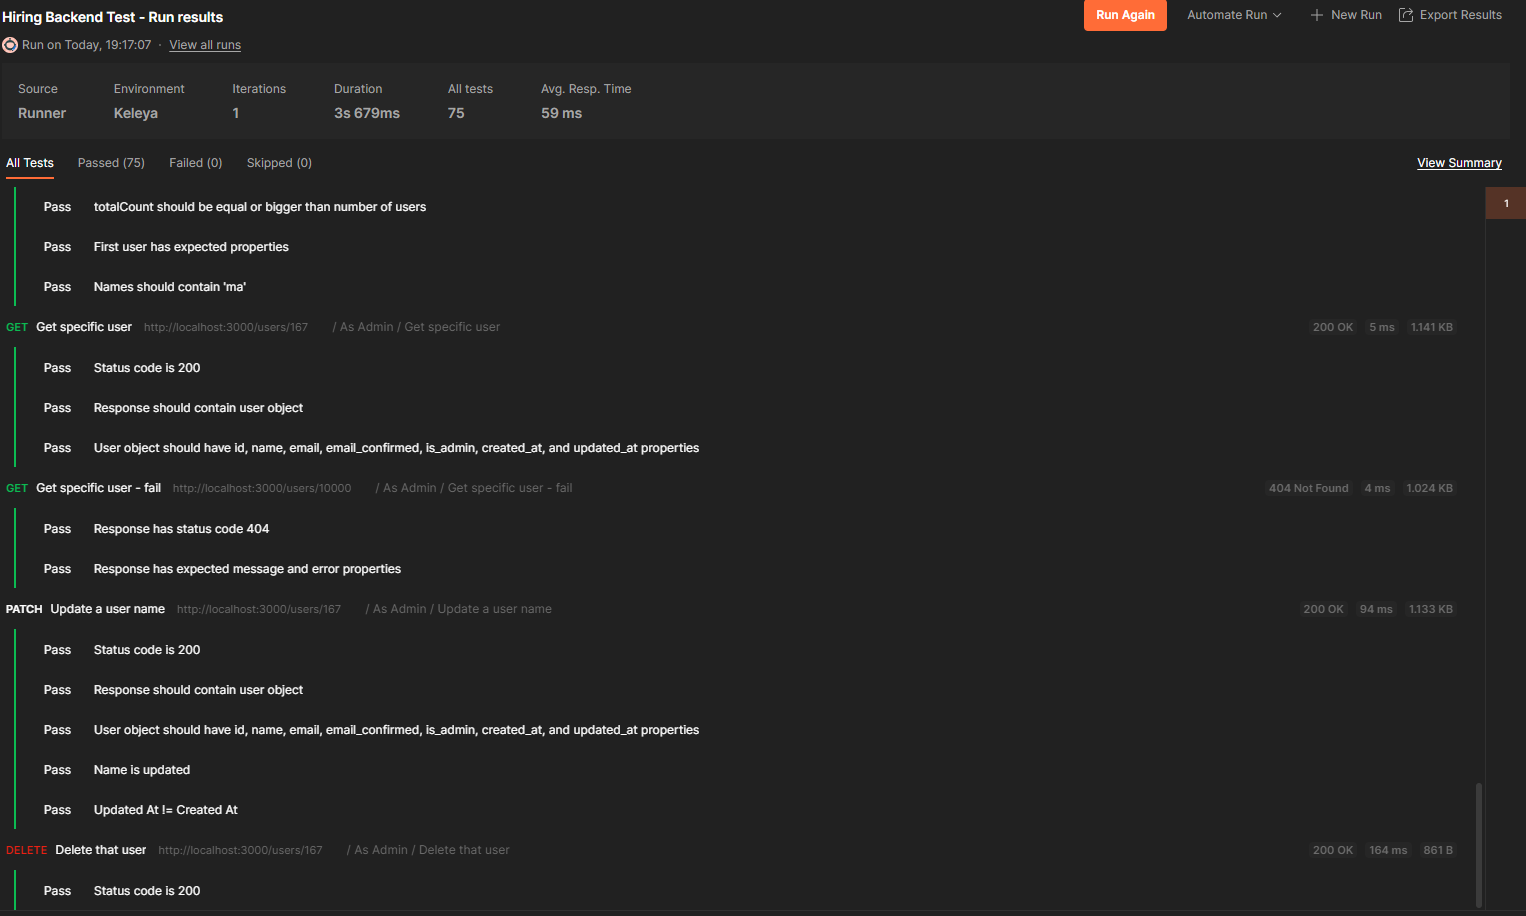 Hiring Backend Test - Run results
Run Again Automate Run New Run Export Results
Run on Today, 19:17:07 · View all runs
Source Environment Iterations Duration All tests Avg. Resp. Time
Runner Keleya 1 3s 679ms 75 59 ms
All Tests Passed (75) Failed (0) Skipped (0) View Summary
1
Pass totalCount should be equal or bigger than number of users
Pass First user has expected properties
Pass Names should contain 'ma'
GET Get specific user http://localhost:3000/users/167 / As Admin / Get specific user 200 OK 5 ms 1.141 KB
Pass Status code is 200
Pass Response should contain user object
Pass User object should have id, name, email, email_confirmed, is_admin, created_at, and updated_at properties
GET Get specific user - fail http://localhost:3000/users/10000 / As Admin / Get specific user - fail 404 Not Found 4 ms 1.024 KB
Pass Response has status code 404
Pass Response has expected message and error properties
PATCH Update a user name http://localhost:3000/users/167 / As Admin / Update a user name 200 OK 94 ms 1.133 KB
Pass Status code is 200
Pass Response should contain user object
Pass User object should have id, name, email, email_confirmed, is_admin, created_at, and updated_at properties
Pass Name is updated
Pass Updated At != Created At
DELETE Delete that user http://localhost:3000/users/167 / As Admin / Delete that user 200 OK 164 ms 861 B
Pass Status code is 200